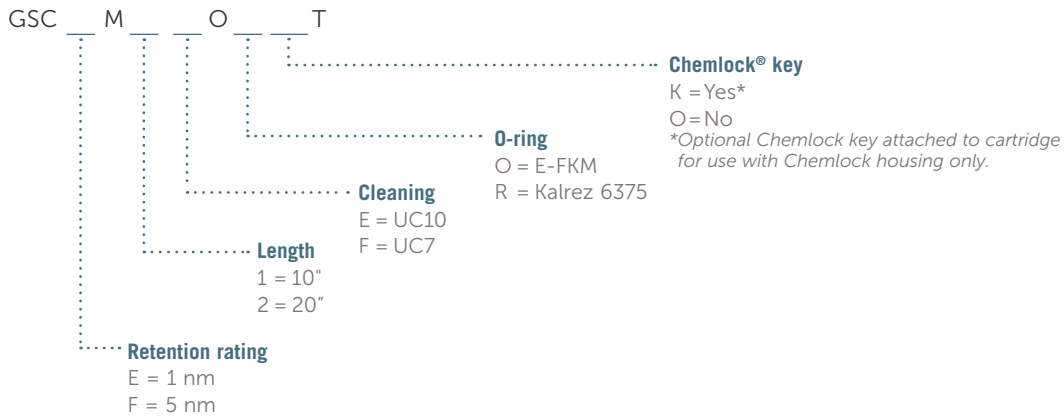 GSC __ M __ __ O __ __ T
Chemlock® key
K = Yes*
O = No
*Optional Chemlock key attached to cartridge
for use with Chemlock housing only.
O-ring
O = E-FKM
R = Kalrez 6375
Cleaning
E = UC10
F = UC7
Length
1 = 10"
2 = 20"
Retention rating
E = 1 nm
F = 5 nm